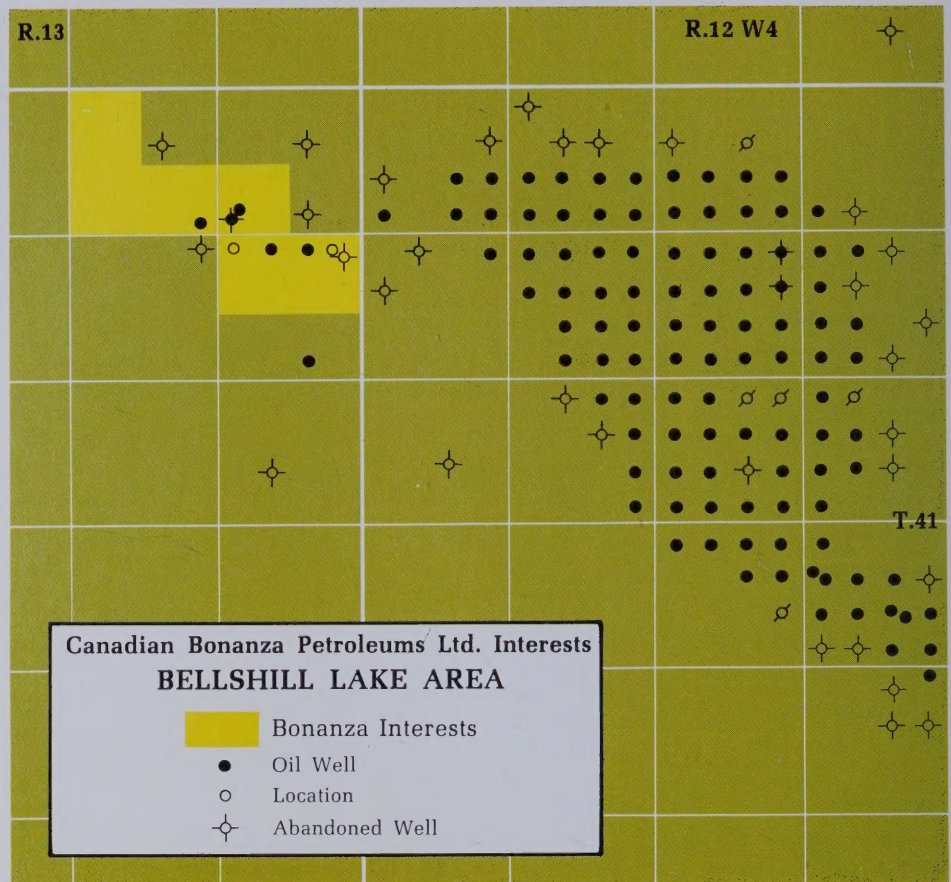 R.13
R.12 W4
T.41
Canadian Bonanza Petroleums Ltd. Interests
BELLSHILL LAKE AREA
Bonanza Interests
Oil Well
Location
Abandoned Well